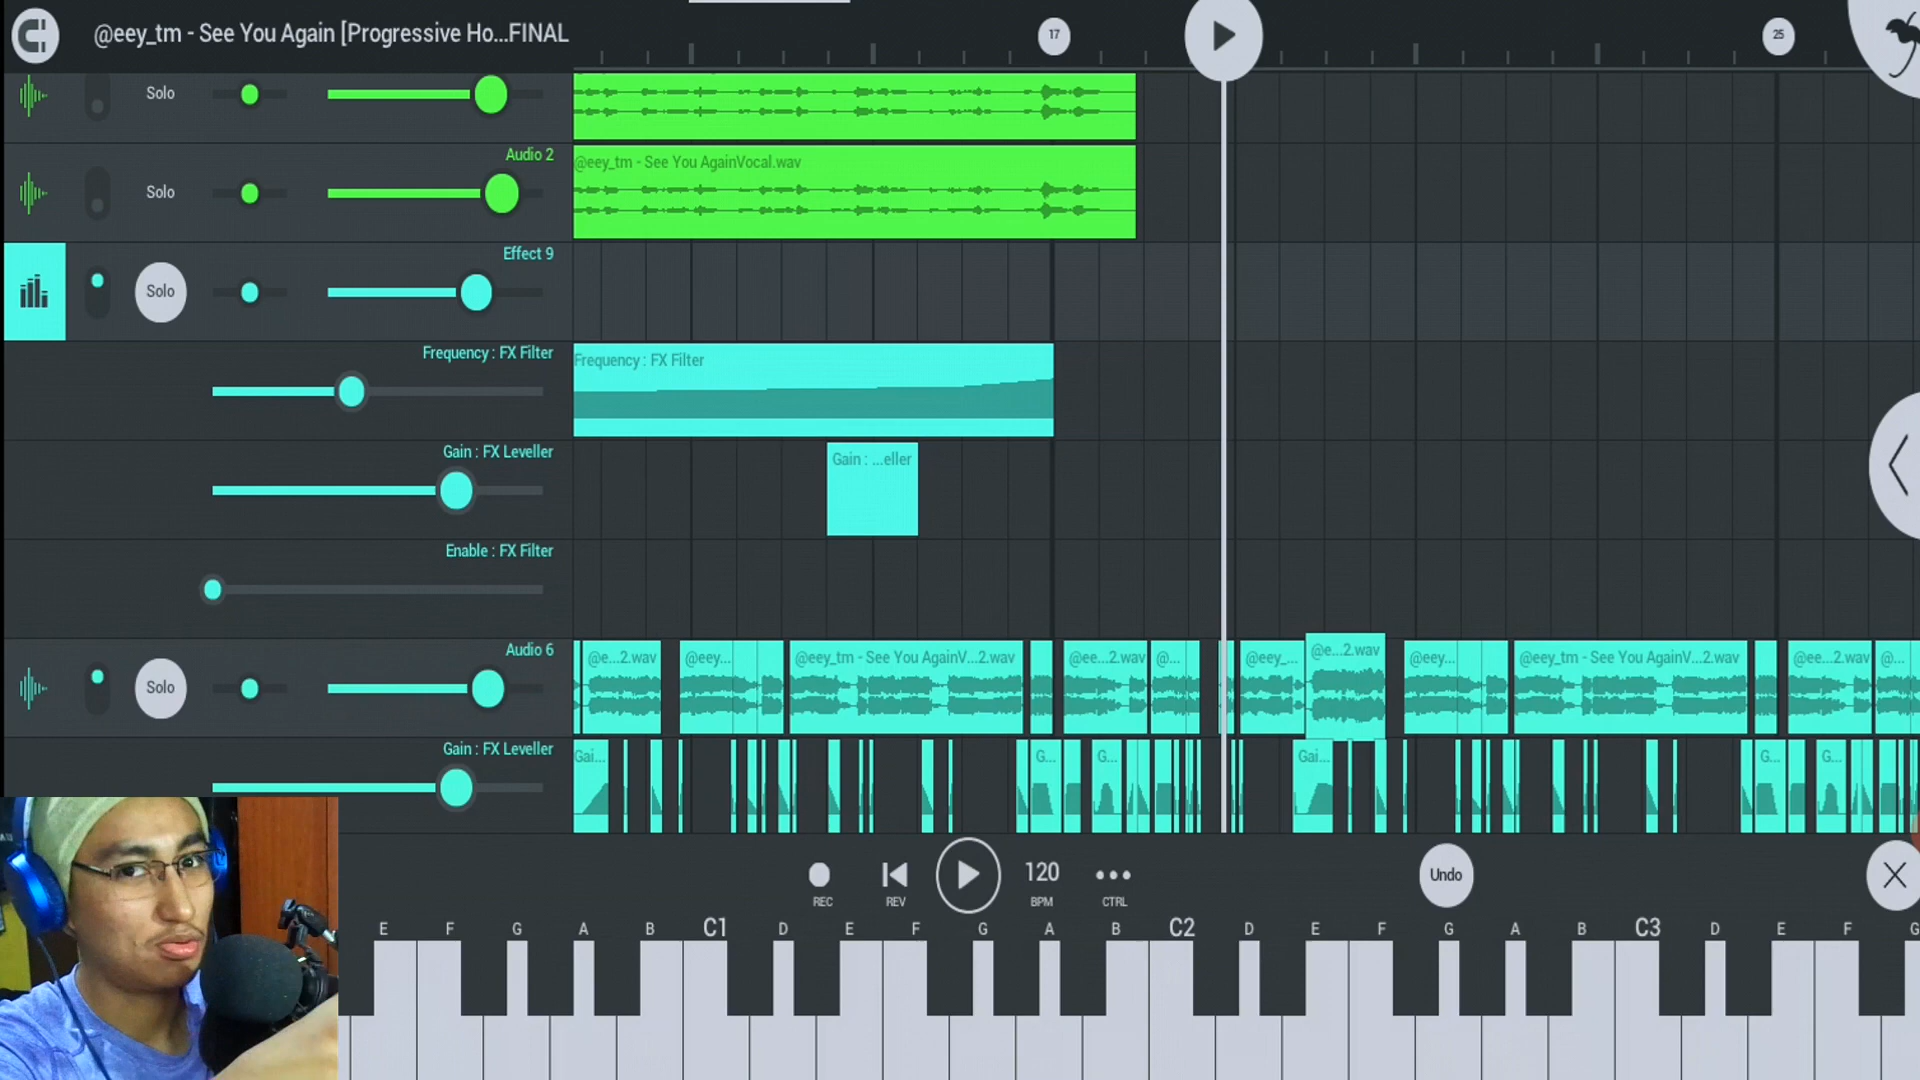 @eey_tm - See You Again [Progressive Ho...FINAL
17
25
Solo
Audio 2
Solo
@eey_tm - See You AgainVocal.wav
Effect 9
Solo
Frequency : FX Filter
Frequency : FX Filter
Gain : FX Leveller
Gain : ...eller
Enable : FX Filter
Audio 6
Solo
@e...2.wav
@eey...
@eey_tm - See You AgainV...2.wav
@ee...2.wav
@...
@eey_...
@e...2.wav
@eey...
@eey_tm - See You AgainV...2.wav
@ee...2.wav
@...
Gain : FX Leveller
Gai...
G...
G...
Gai...
G...
G...
REC
REV
120
BPM
CTRL
Undo
E F G A B C1 D E F G A B C2 D E F G A B C3 D E F G